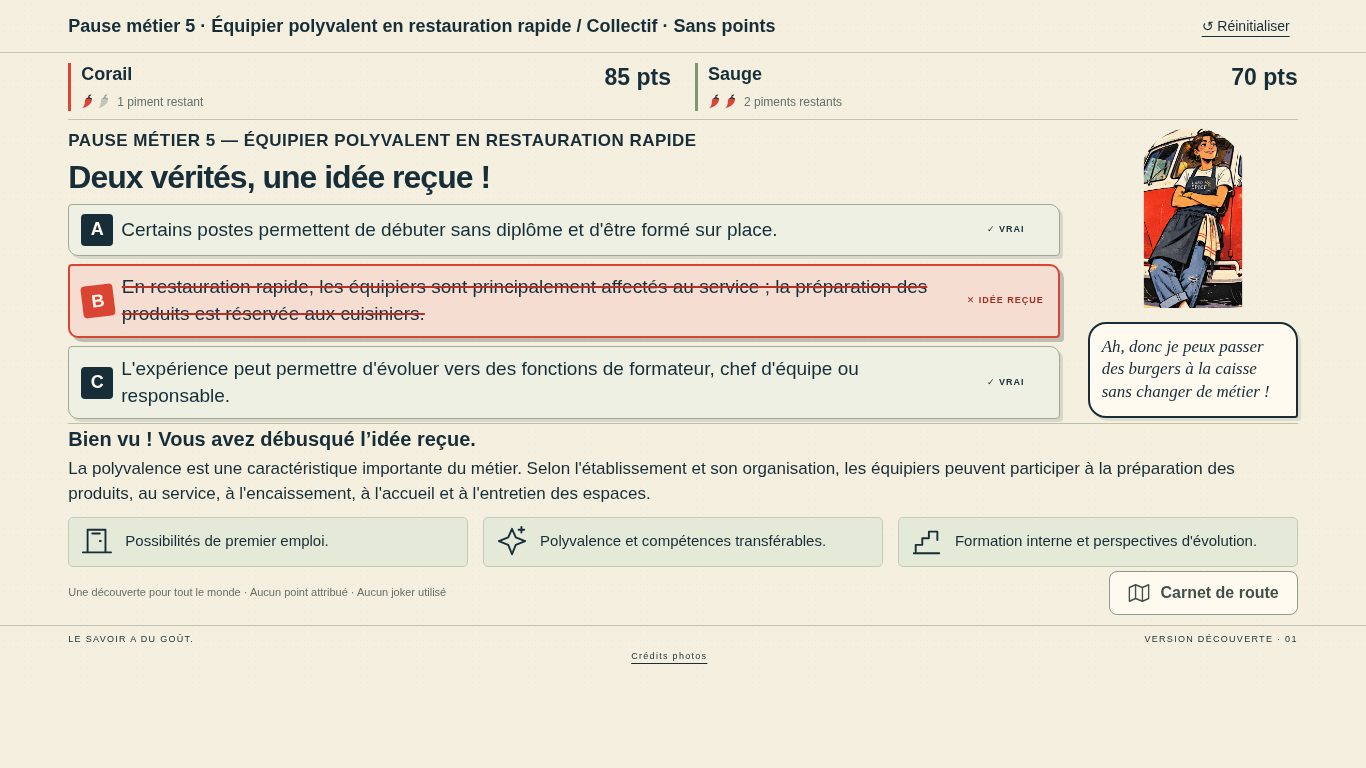 Pause métier 5 · Équipier polyvalent en restauration rapide / Collectif · Sans points
↺ Réinitialiser
Corail
85 pts
1 piment restant
Sauge
70 pts
2 piments restants
PAUSE MÉTIER 5 — ÉQUIPIER POLYVALENT EN RESTAURATION RAPIDE
Deux vérités, une idée reçue !
A
Certains postes permettent de débuter sans diplôme et d'être formé sur place.
✓ VRAI
B
En restauration rapide, les équipiers sont principalement affectés au service ; la préparation des
produits est réservée aux cuisiniers.
✕ IDÉE REÇUE
C
L'expérience peut permettre d'évoluer vers des fonctions de formateur, chef d'équipe ou
responsable.
✓ VRAI
Ah, donc je peux passer
des burgers à la caisse
sans changer de métier !
Bien vu ! Vous avez débusqué l’idée reçue.
La polyvalence est une caractéristique importante du métier. Selon l'établissement et son organisation, les équipiers peuvent participer à la préparation des
produits, au service, à l'encaissement, à l'accueil et à l'entretien des espaces.
Possibilités de premier emploi.
Polyvalence et compétences transférables.
Formation interne et perspectives d'évolution.
Une découverte pour tout le monde · Aucun point attribué · Aucun joker utilisé
Carnet de route
LE SAVOIR A DU GOÛT.
VERSION DÉCOUVERTE · 01
Crédits photos